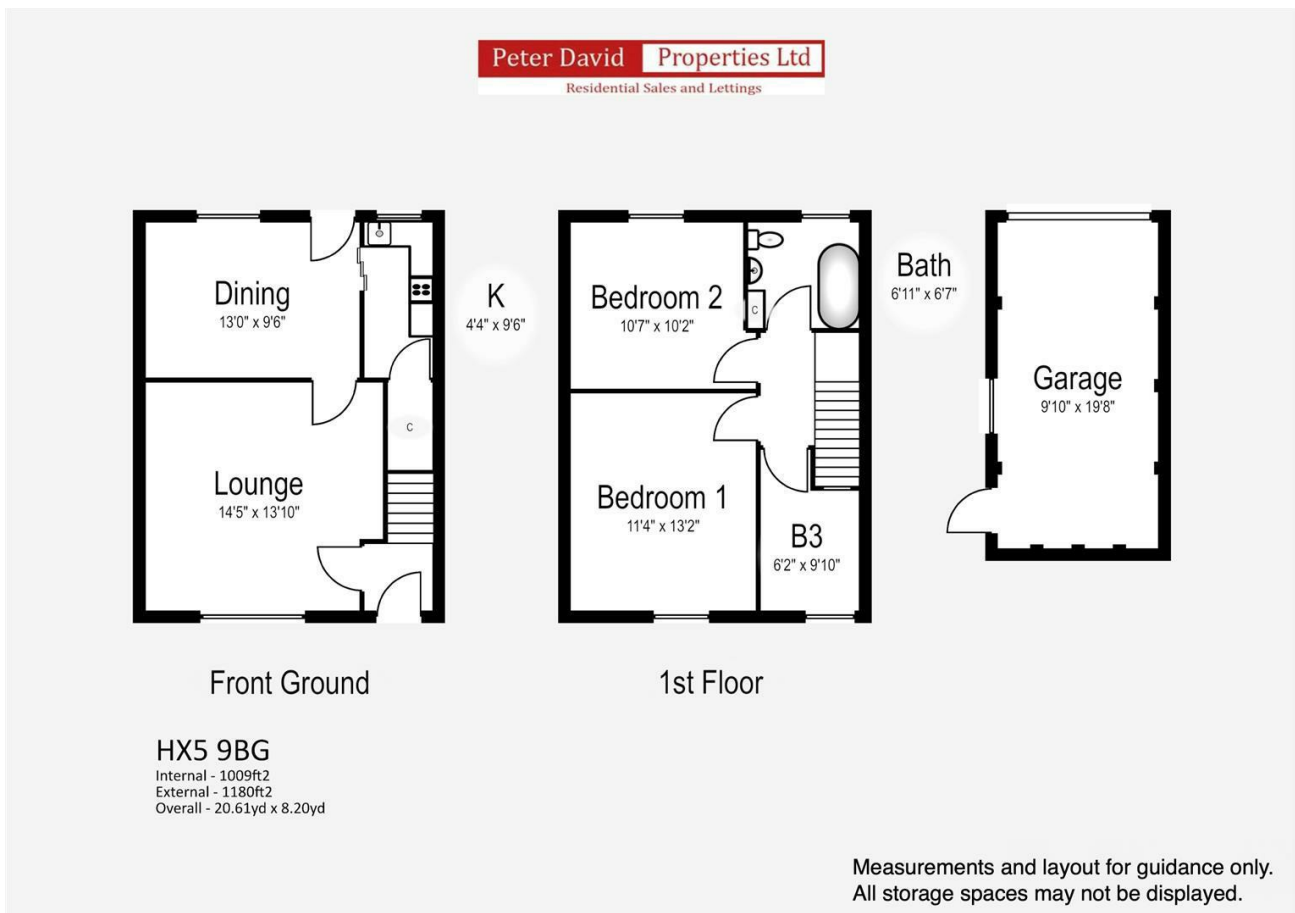 Peter David Properties Ltd
Residential Sales and Lettings
Dining
13'0" x 9'6"
K
4'4" x 9'6"
C
Lounge
14'5" x 13'10"
Front Ground
Bedroom 2
10'7" x 10'2"
C
Bath
6'11" x 6'7"
Bedroom 1
11'4" x 13'2"
B3
6'2" x 9'10"
1st Floor
Garage
9'10" x 19'8"
HX5 9BG
Internal - 1009ft2
External - 1180ft2
Overall - 20.61yd x 8.20yd
Measurements and layout for guidance only.
All storage spaces may not be displayed.